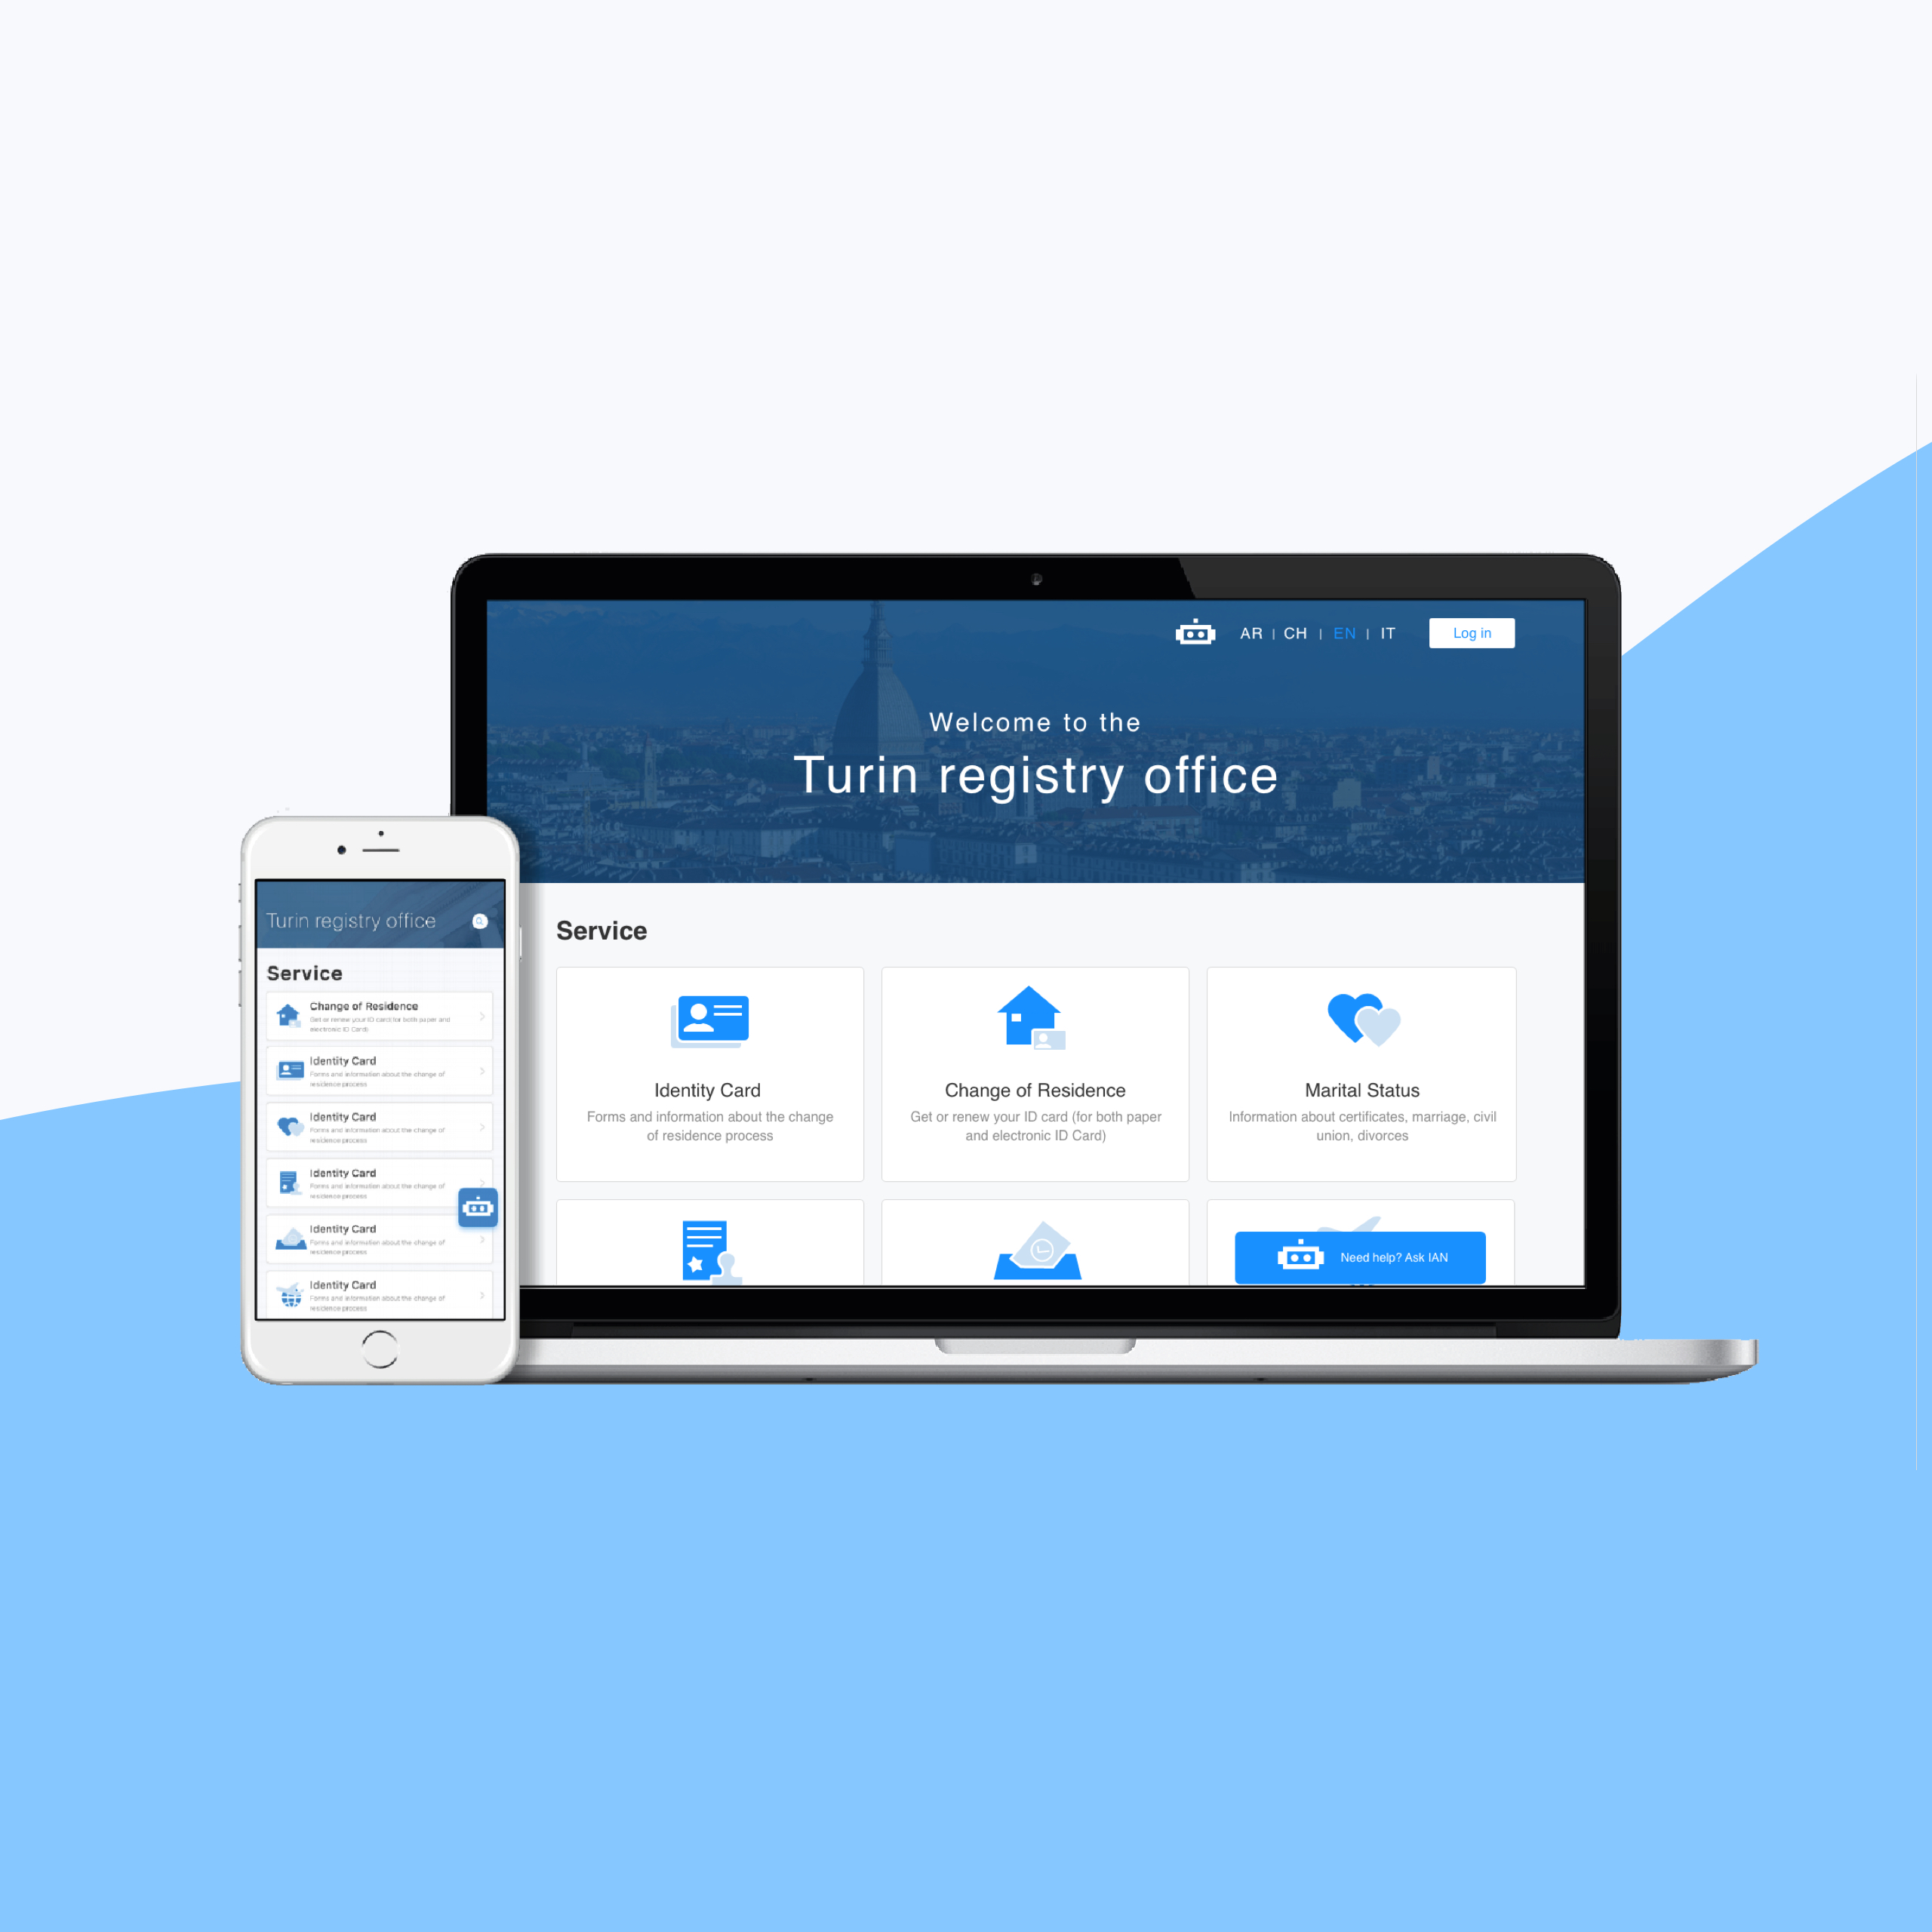 AR | CH | EN | IT
Log in
Welcome to the
Turin registry office
Service
Identity Card
Forms and information about the change
of residence process
Change of Residence
Get or renew your ID card (for both paper
and electronic ID Card)
Marital Status
Information about certificates, marriage, civil
union, divorces
Need help? Ask IAN
Turin registry office
Service
Change of Residence
Get or renew your ID card for both paper and
electronic ID Card)
Identity Card
Forms and information about the change of
residence process
Identity Card
Forms and information about the change of
residence process
Identity Card
Forms and information about the change of
residence process
Identity Card
Forms and information about the change of
residence process
Identity Card
Forms and information about the change of
residence process